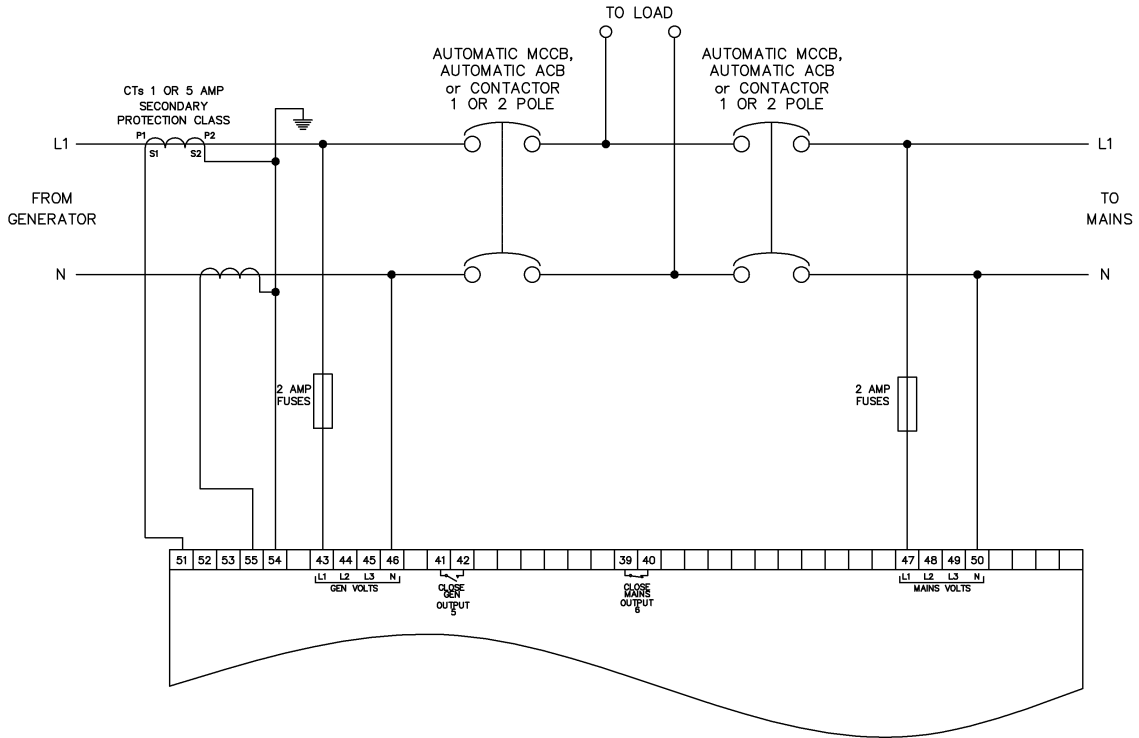 TO LOAD
AUTOMATIC MCCB,
AUTOMATIC ACB
or CONTACTOR
1 OR 2 POLE
AUTOMATIC MCCB,
AUTOMATIC ACB
or CONTACTOR
1 OR 2 POLE
CTs 1 OR 5 AMP
SECONDARY
PROTECTION CLASS
P1
P2
L1
S1
S2
L1
FROM
GENERATOR
TO
MAINS
N
N
2 AMP
FUSES
2 AMP
FUSES
51 52 53 55 54 43 44 45 46 41 42 39 40 47 48 49 50
L1 L2 L3 N
GEN VOLTS
CLOSE
GEN
OUTPUT
5
CLOSE
MAINS
OUTPUT
6
L1 L2 L3 N
MAINS VOLTS